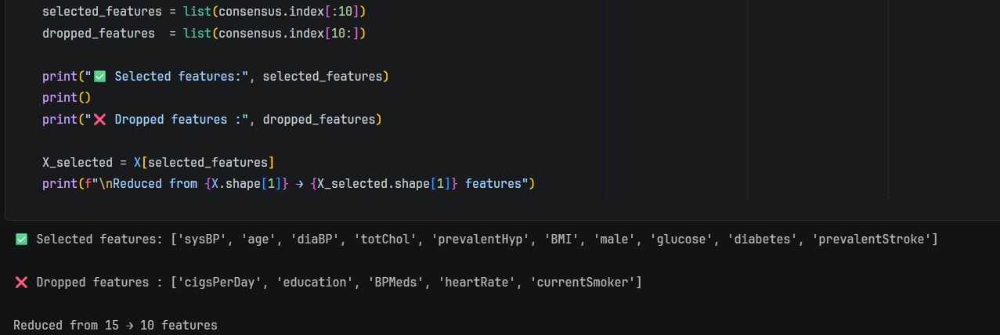 selected_features = list(consensus.index[:10])
dropped_features  = list(consensus.index[10:])
print("✅ Selected features:", selected_features)
print()
print("❌ Dropped features :", dropped_features)
X_selected = X[selected_features]
print(f"\nReduced from {X.shape[1]} → {X_selected.shape[1]} features")
✅ Selected features: ['sysBP', 'age', 'diaBP', 'totChol', 'prevalentHyp', 'BMI', 'male', 'glucose', 'diabetes', 'prevalentStroke']
❌ Dropped features : ['cigsPerDay', 'education', 'BPMeds', 'heartRate', 'currentSmoker']
Reduced from 15 → 10 features